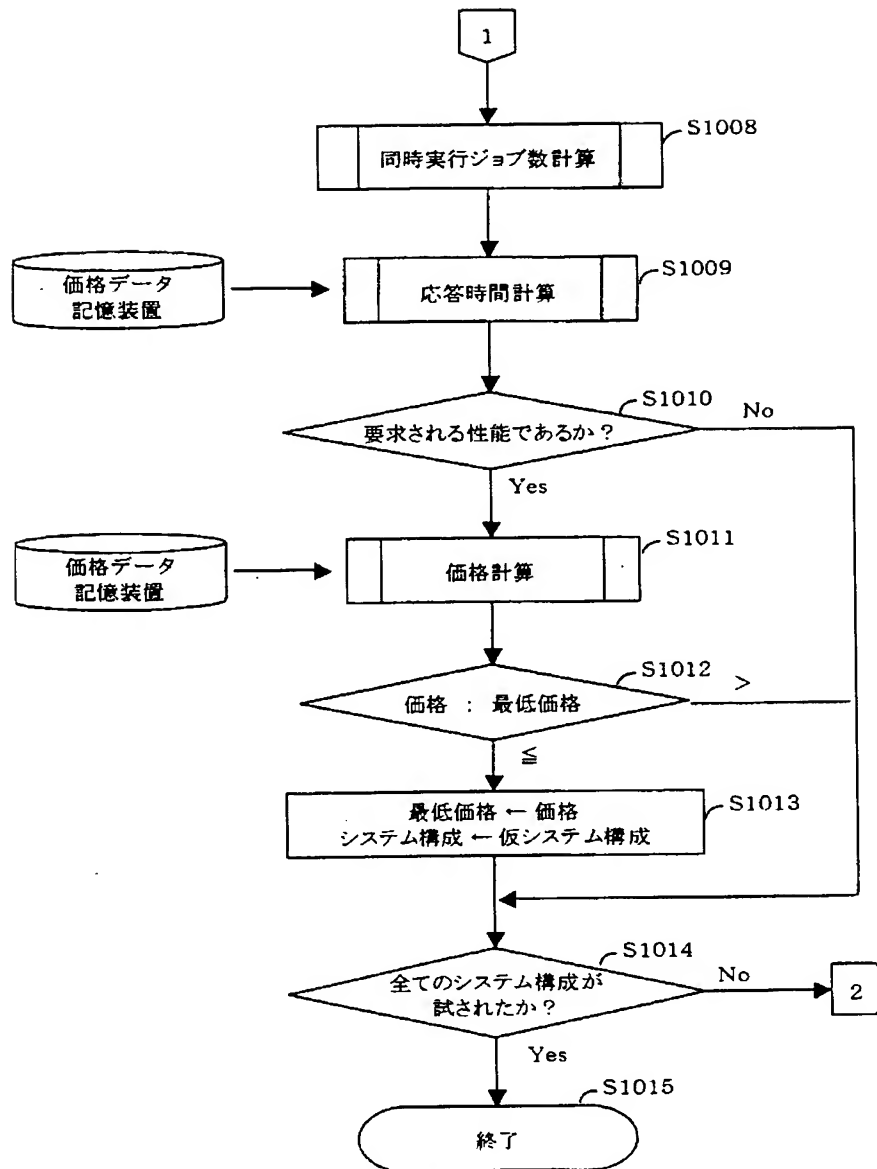 1
S1008
同時実行ジョブ数計算
価格データ
記憶装置
S1009
応答時間計算
S1010
要求される性能であるか？
No
Yes
価格データ
記憶装置
S1011
価格計算
S1012
価格 : 最低価格
>
≦
最低価格 ← 価格
システム構成 ← 仮システム構成
S1013
S1014
全てのシステム構成が
試されたか？
No
2
Yes
S1015
終了